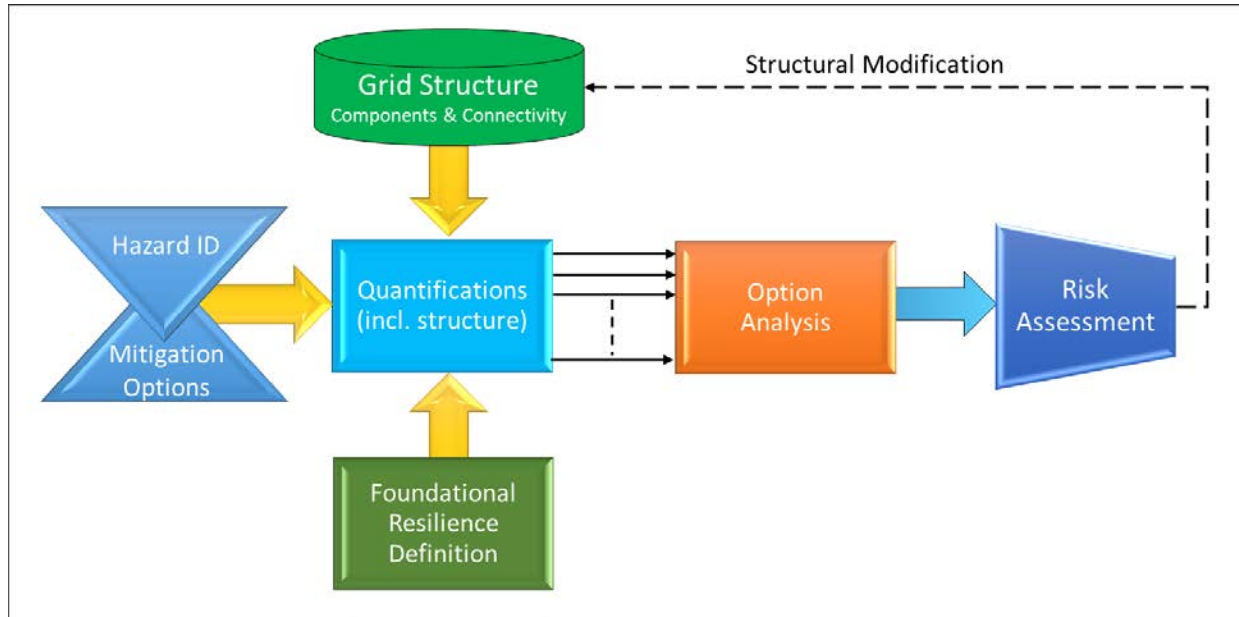 Grid Structure
Components & Connectivity
Structural Modification
Hazard ID
Mitigation
Options
Quantifications
(incl. structure)
Option
Analysis
Risk
Assessment
Foundational
Resilience
Definition